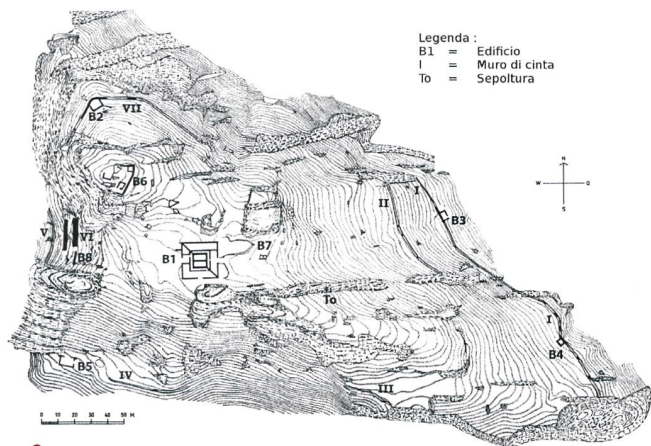 Legenda :
B1 = Edificio
I = Muro di cinta
To = Sepoltura
N
W O
S
B2
VII
B6
I
II
B3
V
VI
B8
B1
B7
To
I
B4
B5
IV
III
0 10 20 30 40 50 M.